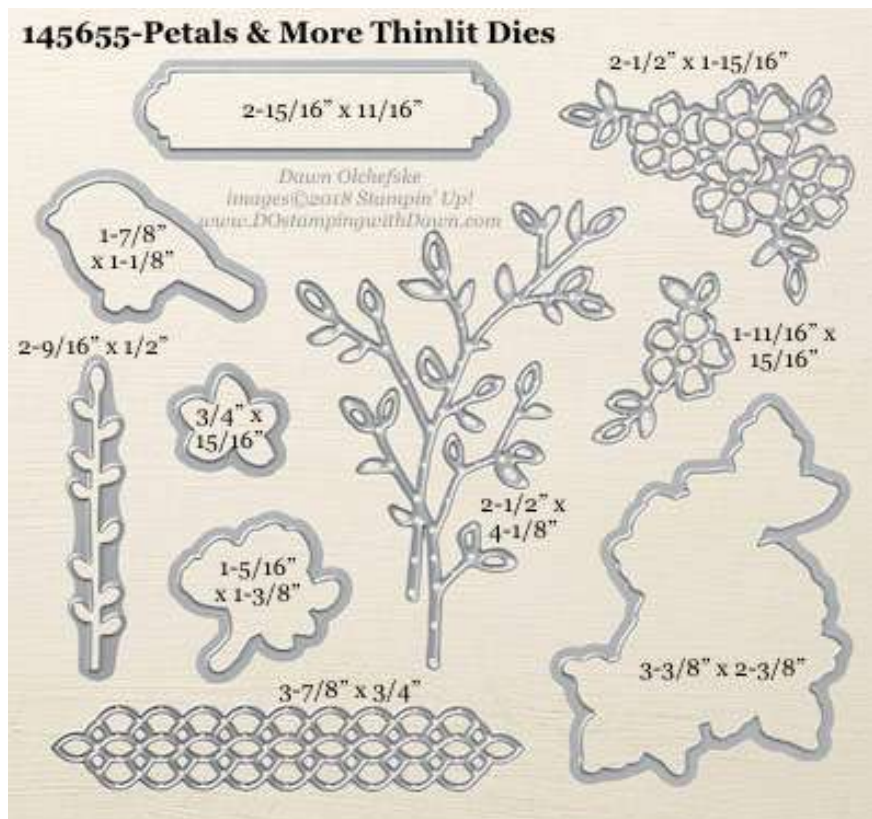 145655-Petals & More Thinlit Dies
2-1/2” x 1-15/16”
2-15/16” x 11/16”
Dawn Olchefske
images©2018 Stampin' Up!
www.DOstampingwithDawn.com
1-7/8”
x 1-1/8”
1-11/16” x
15/16”
2-9/16” x 1/2”
3/4” x
15/16”
2-1/2” x
4-1/8”
1-5/16”
x 1-3/8”
3-3/8” x 2-3/8”
3-7/8” x 3/4”